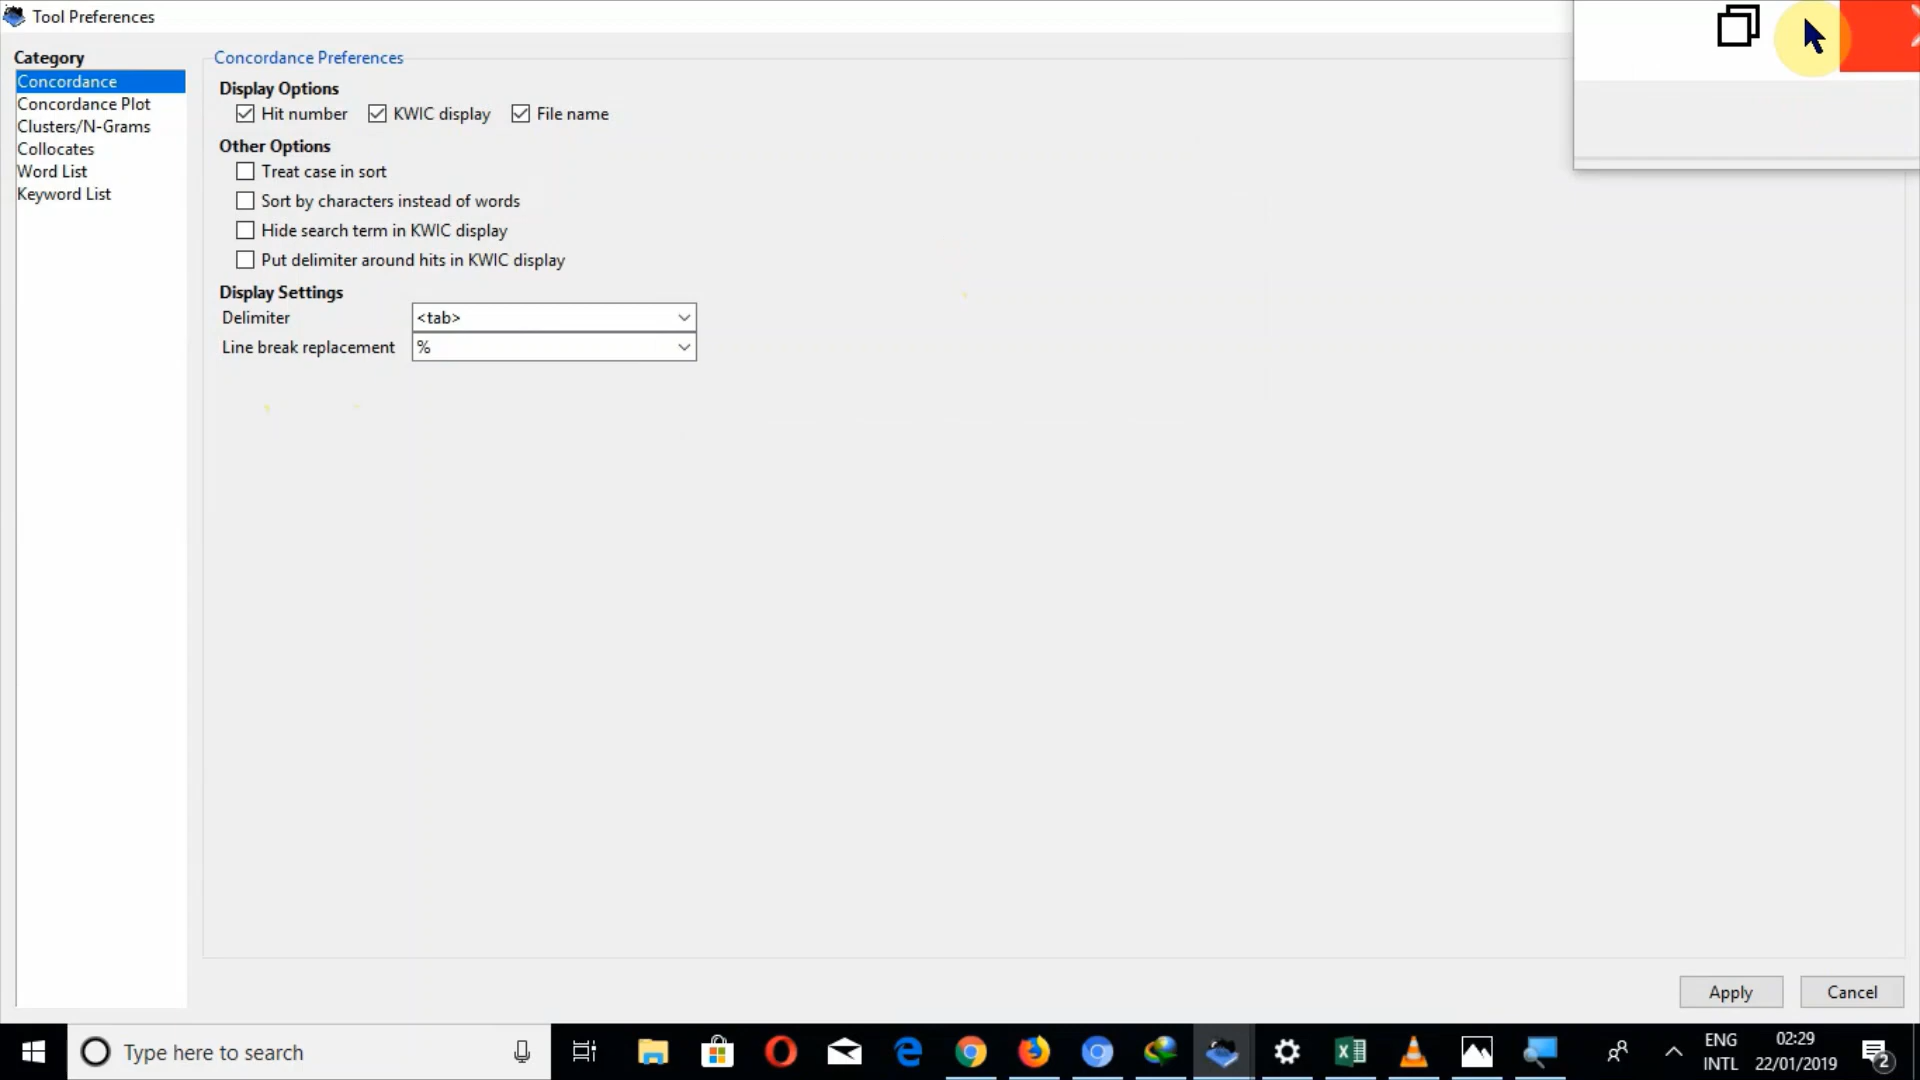 Tool Preferences
Category
Concordance
Concordance Plot
Clusters/N-Grams
Collocates
Word List
Keyword List
Concordance Preferences
Display Options
Hit number KWIC display File name
Other Options
Treat case in sort
Sort by characters instead of words
Hide search term in KWIC display
Put delimiter around hits in KWIC display
Display Settings
Delimiter <tab>
Line break replacement %
Apply Cancel
Type here to search
ENG
INTL
02:29
22/01/2019
2